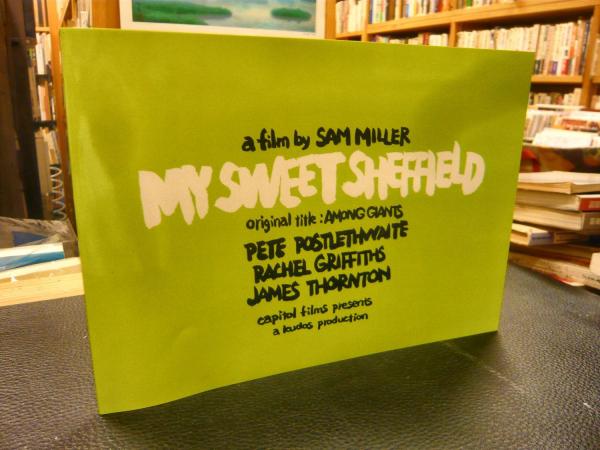 a film by SAM MILLER
MY SWEET SHEFFIELD
original title : AMONG GIANTS
PETE POSTLETHWAITE
RACHEL GRIFFITHS
JAMES THORNTON
capitol films presents
a kudos production